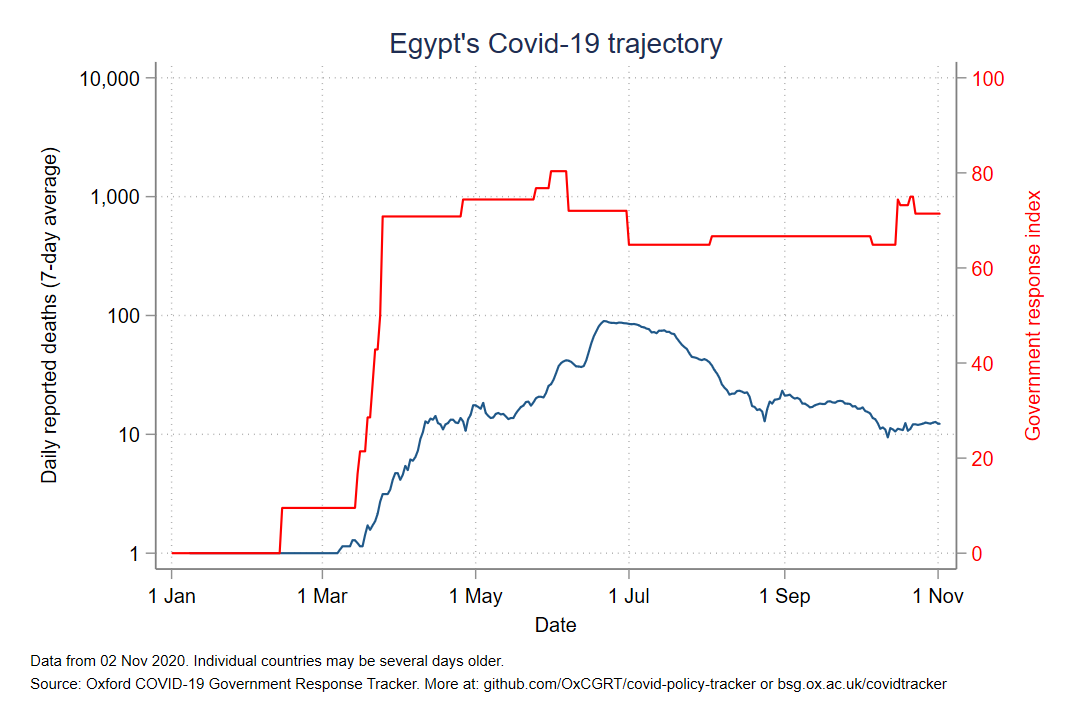 Egypt's Covid-19 trajectory
10,000
1,000
100
10
1
Daily reported deaths (7-day average)
100
80
60
40
20
0
Government response index
1 Jan
1 Mar
1 May
1 Jul
1 Sep
1 Nov
Date
Data from 02 Nov 2020. Individual countries may be several days older.
Source: Oxford COVID-19 Government Response Tracker. More at: github.com/OxCGRT/covid-policy-tracker or bsg.ox.ac.uk/covidtracker